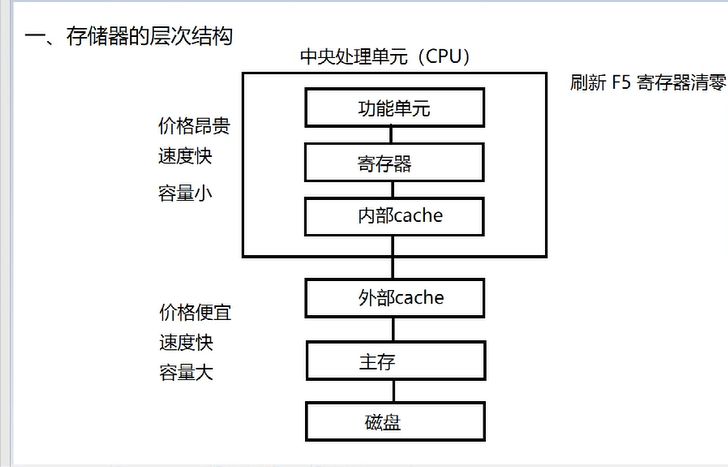 一、存储器的层次结构
中央处理单元（CPU）
刷新 F5 寄存器清零
功能单元
价格昂贵
速度快
寄存器
容量小
内部cache
外部cache
价格便宜
速度快
主存
容量大
磁盘